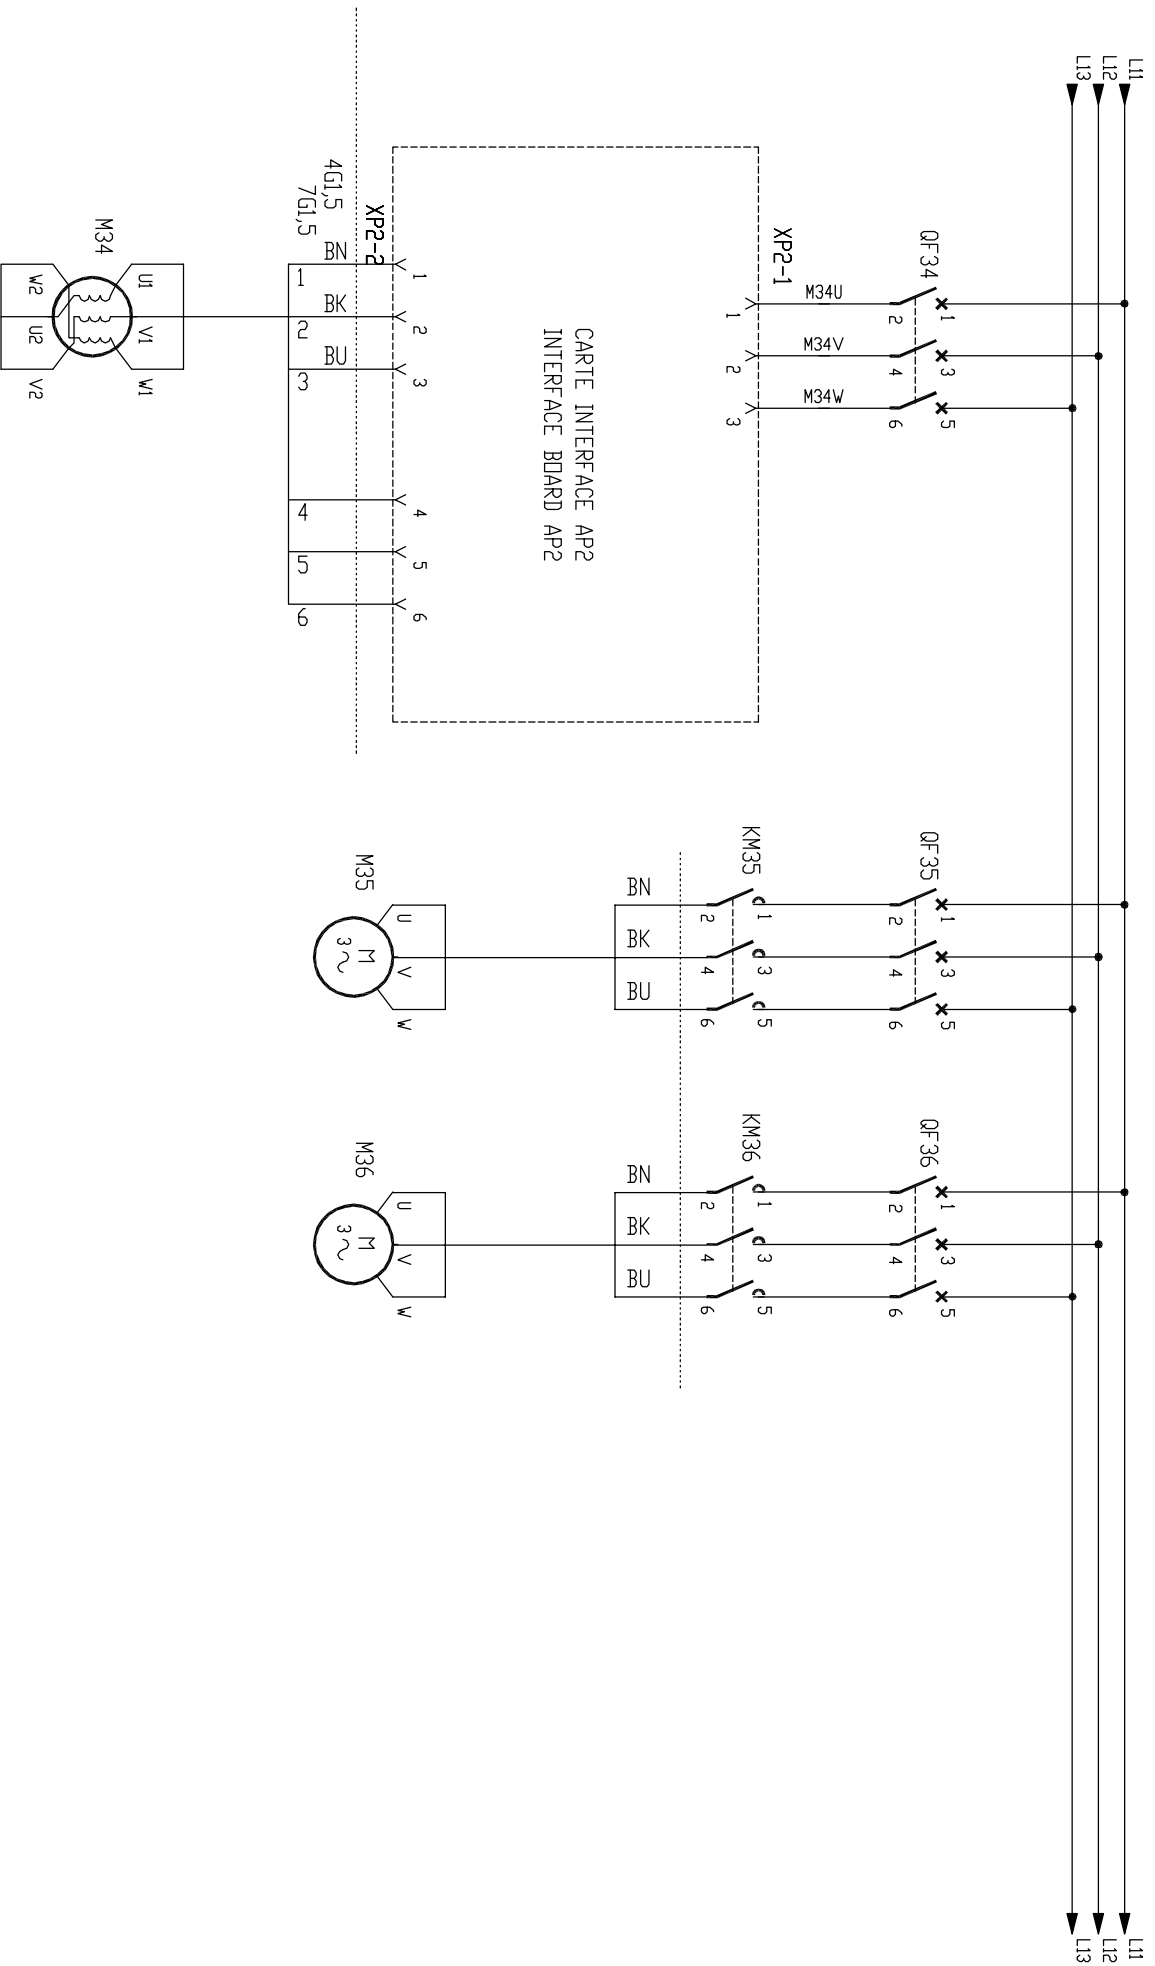 L11
L12
L13
QF34
1
3
5
2
4
6
M34U
M34V
M34W
XP2-1
1
2
3
CARTE INTERFACE AP2
INTERFACE BOARD AP2
1
2
3
4
5
6
XP2-2
4G1,5
7G1,5
BN
BK
BU
1
2
3
4
5
6
M34
U1
V1
W1
W2
U2
V2
QF35
1
3
5
2
4
6
KM35
1
3
5
2
4
6
BN
BK
BU
M35
U
V
W
M
3~
QF36
1
3
5
2
4
6
KM36
1
3
5
2
4
6
BN
BK
BU
M36
U
V
W
M
3~
L11
L12
L13